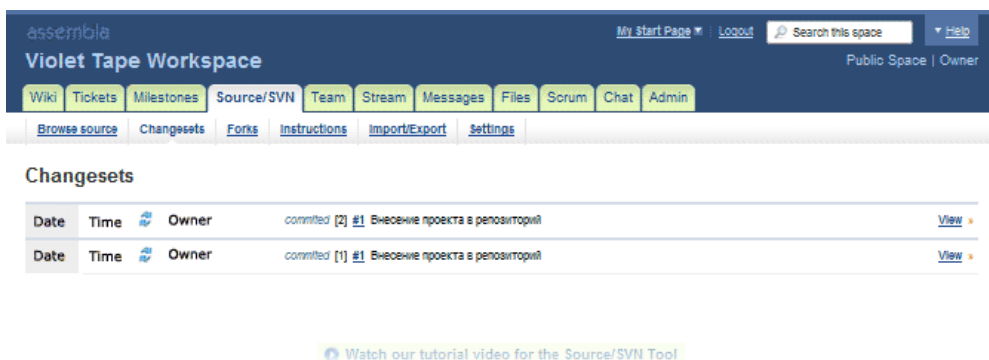 assembla
My Start Page Logout Search this space Help
Violet Tape Workspace
Public Space | Owner
Wiki Tickets Milestones Source/SVN Team Stream Messages Files Scrum Chat Admin
Browse source Changesets Forks Instructions Import/Export Settings
Changesets
Date Time Owner commited [2] #1 Внесение проекта в репозиторий View »
Date Time Owner commited [1] #1 Внесение проекта в репозиторий View »
Watch our tutorial video for the Source/SVN Tool